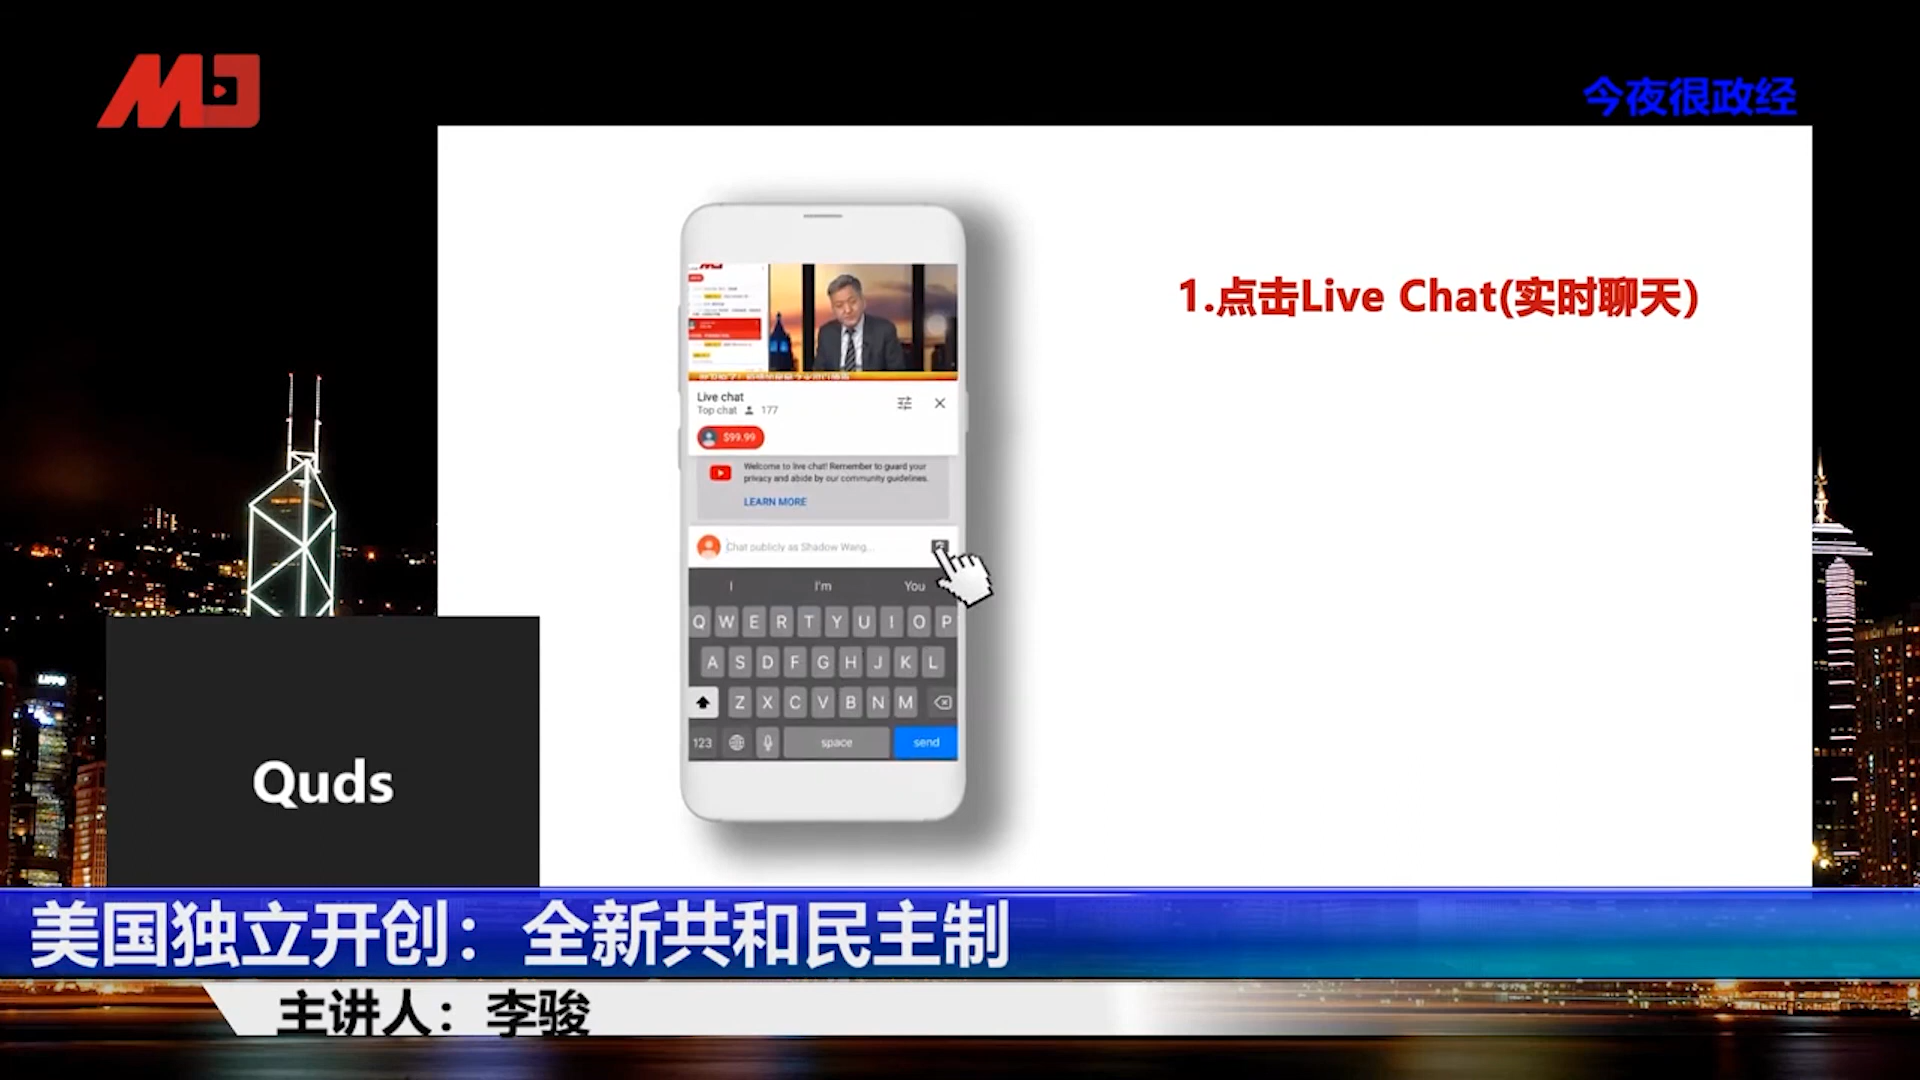 MJ
今夜很政经
1.点击Live Chat(实时聊天)
Live chat
Top chat 177
$99.99
Welcome to live chat! Remember to guard your
privacy and abide by our community guidelines.
LEARN MORE
Chat publicly as Shadow Wang...
I I'm You
Q W E R T Y U I O P
A S D F G H J K L
Z X C V B N M
123 space send
LIPPO
Quds
美国独立开创：全新共和民主制
主讲人：李骏